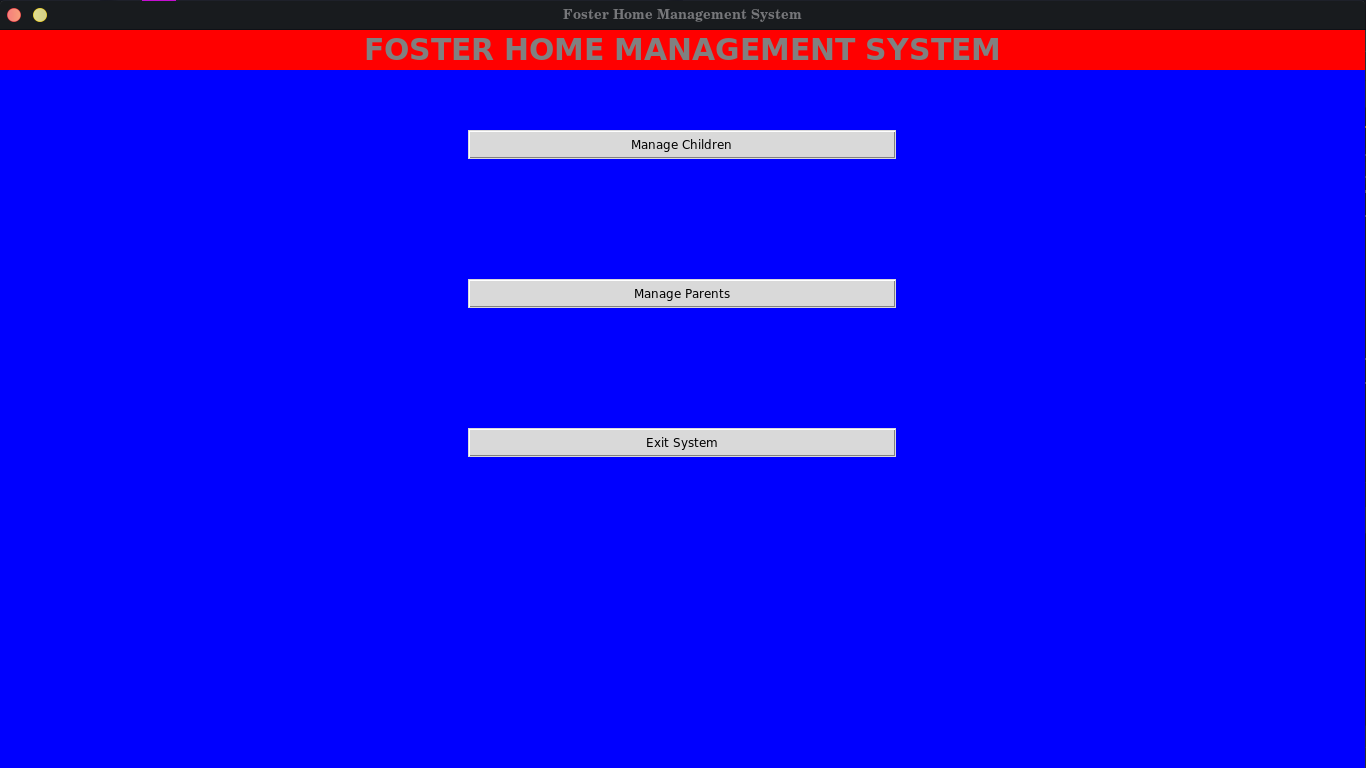 Foster Home Management System
FOSTER HOME MANAGEMENT SYSTEM
Manage Children
Manage Parents
Exit System